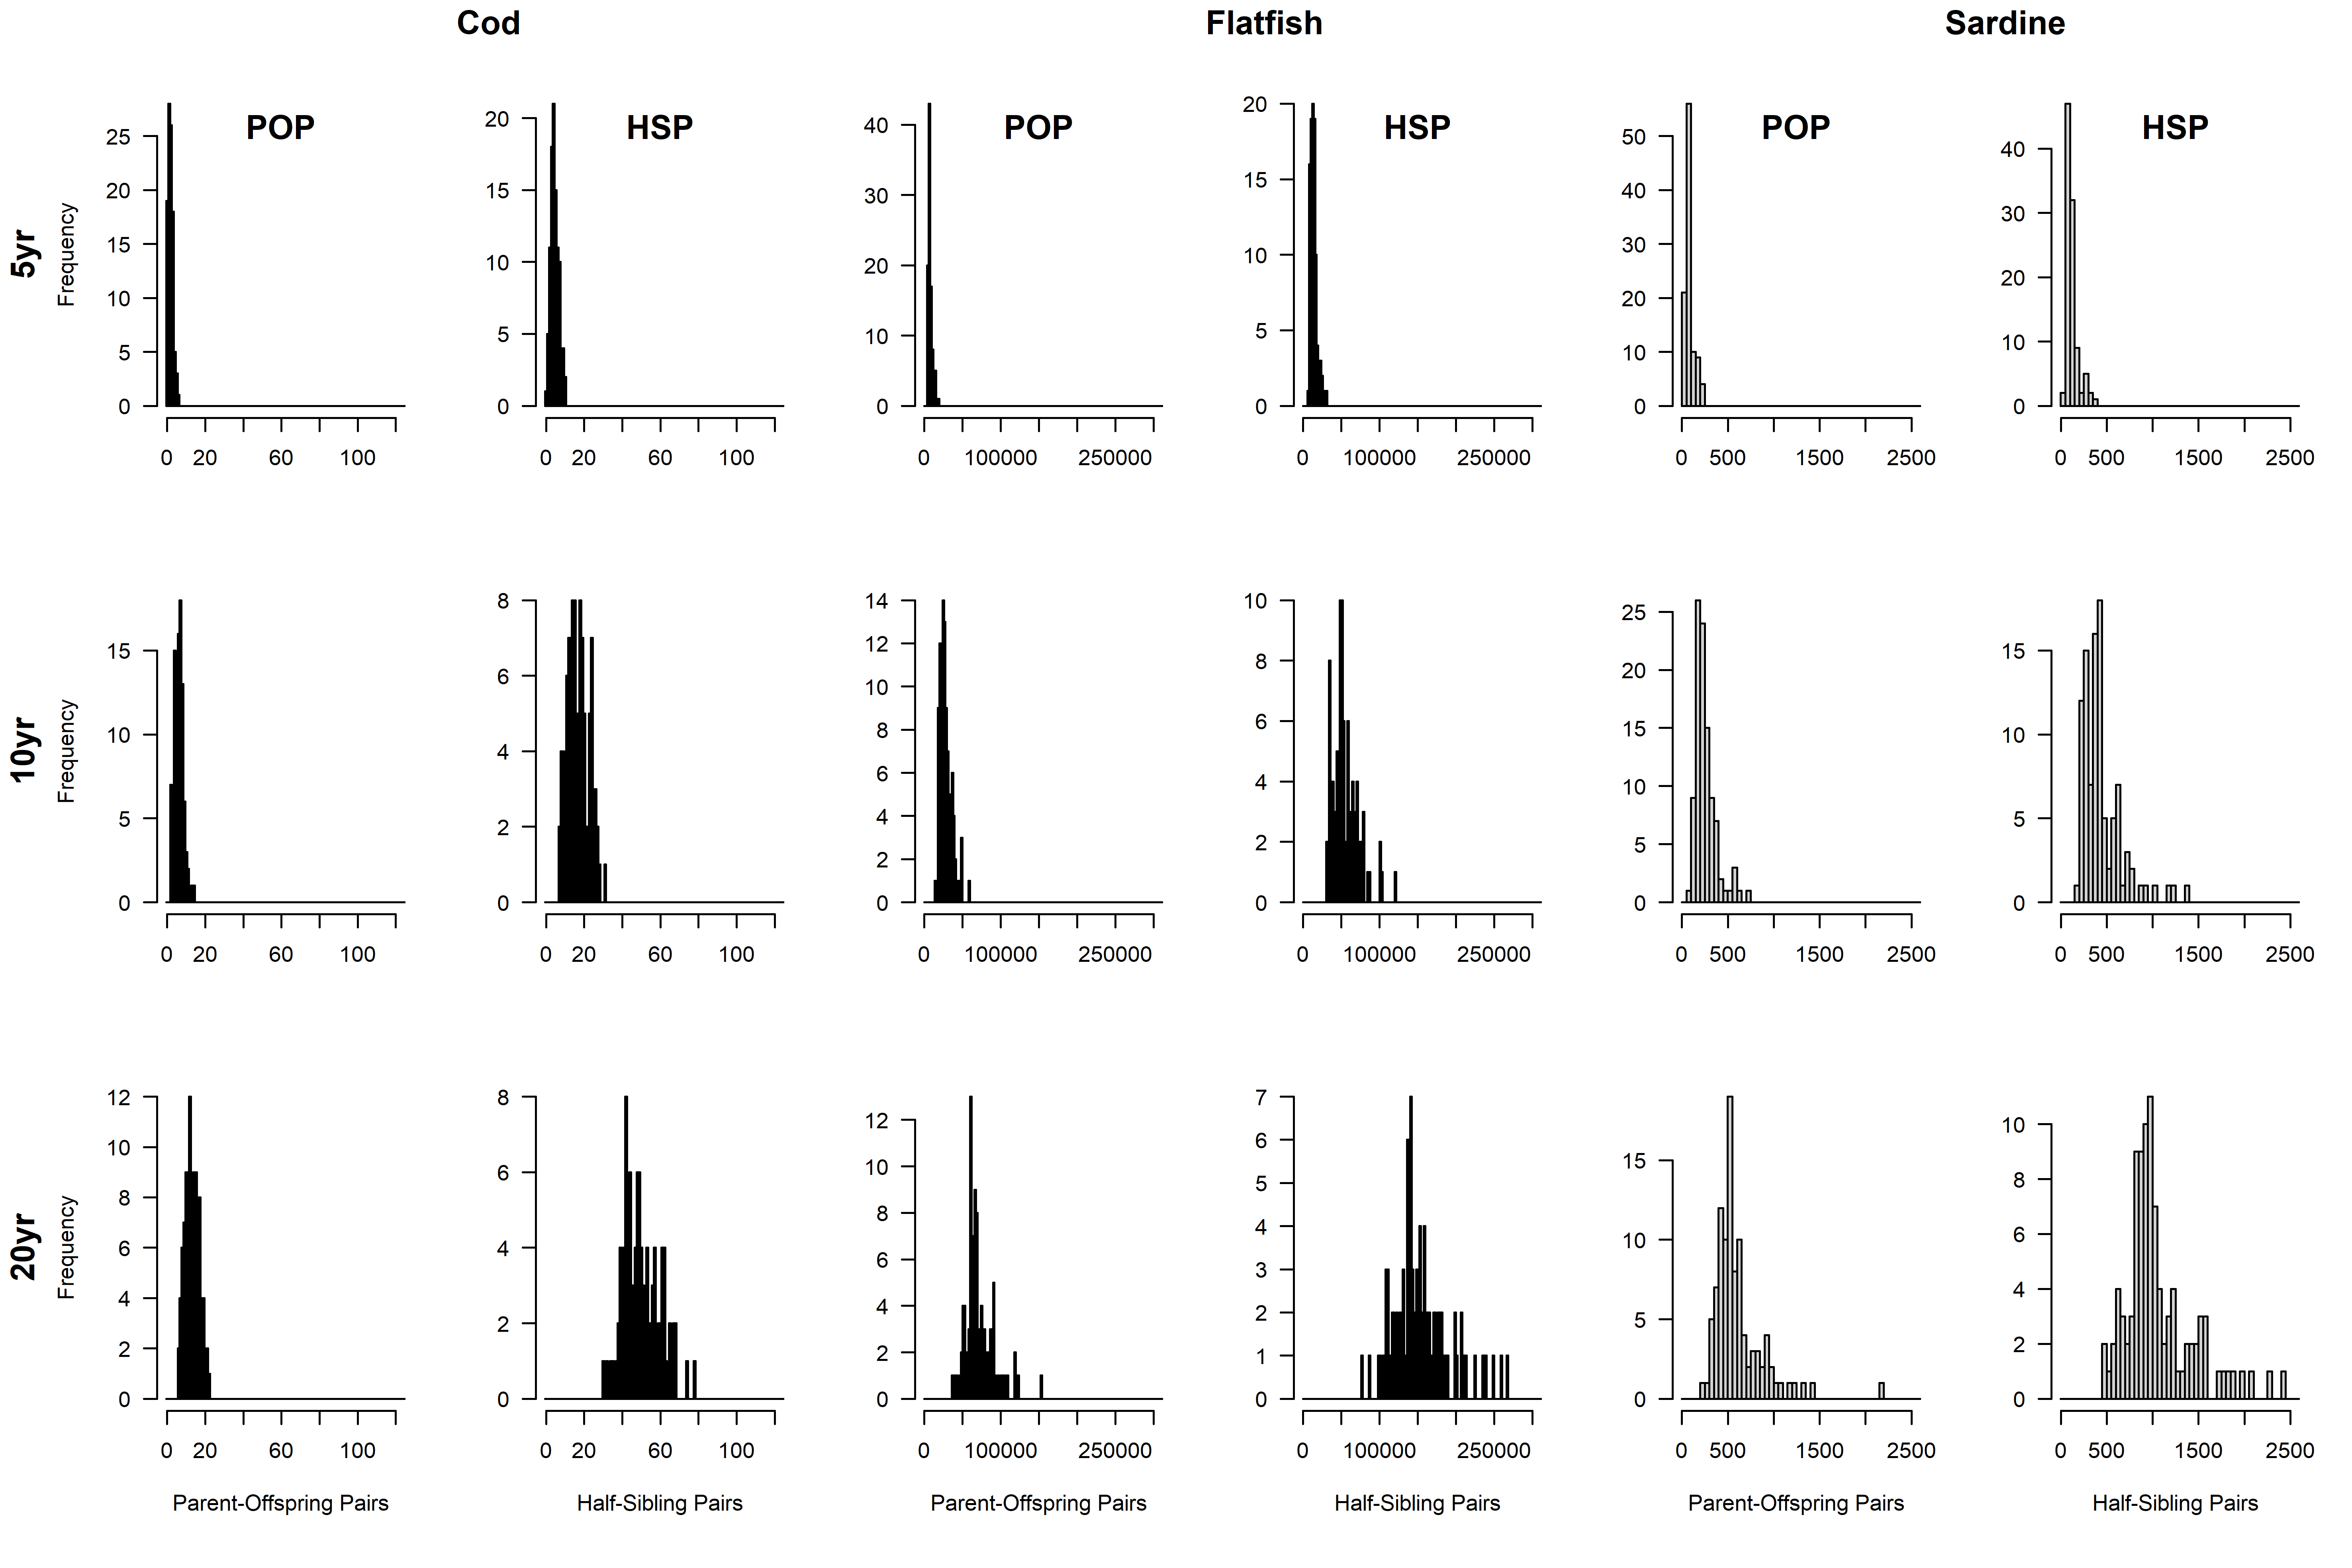 Cod Flatfish Sardine
POP HSP POP HSP POP HSP
5yr
Frequency
0 5 10 15 20 25
0 5 10 15 20
0 10 20 30 40
0 5 10 15 20
0 10 20 30 40 50
0 10 20 30 40
0 20 60 100
0 20 60 100
0 100000 250000
0 100000 250000
0 500 1500 2500
0 500 1500 2500
10yr
Frequency
0 5 10 15
0 2 4 6 8
0 2 4 6 8 10 12 14
0 2 4 6 8 10
0 5 10 15 20 25
0 5 10 15
0 20 60 100
0 20 60 100
0 100000 250000
0 100000 250000
0 500 1500 2500
0 500 1500 2500
20yr
Frequency
0 2 4 6 8 10 12
0 2 4 6 8
0 2 4 6 8 10 12
0 1 2 3 4 5 6 7
0 5 10 15
0 2 4 6 8 10
0 20 60 100
0 20 60 100
0 100000 250000
0 100000 250000
0 500 1500 2500
0 500 1500 2500
Parent-Offspring Pairs
Half-Sibling Pairs
Parent-Offspring Pairs
Half-Sibling Pairs
Parent-Offspring Pairs
Half-Sibling Pairs